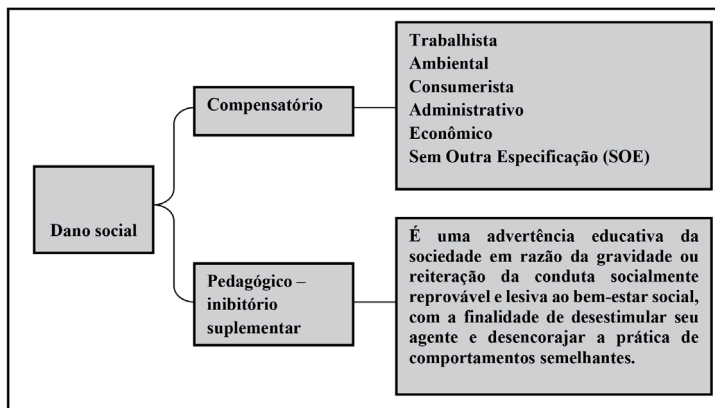 Dano social
Compensatório
Trabalhista
Ambiental
Consumerista
Administrativo
Econômico
Sem Outra Especificação (SOE)
Pedagógico –
inibitório
suplementar
É uma advertência educativa da
sociedade em razão da gravidade ou
reiteração da conduta socialmente
reprovável e lesiva ao bem-estar social,
com a finalidade de desestimular seu
agente e desencorajar a prática de
comportamentos semelhantes.